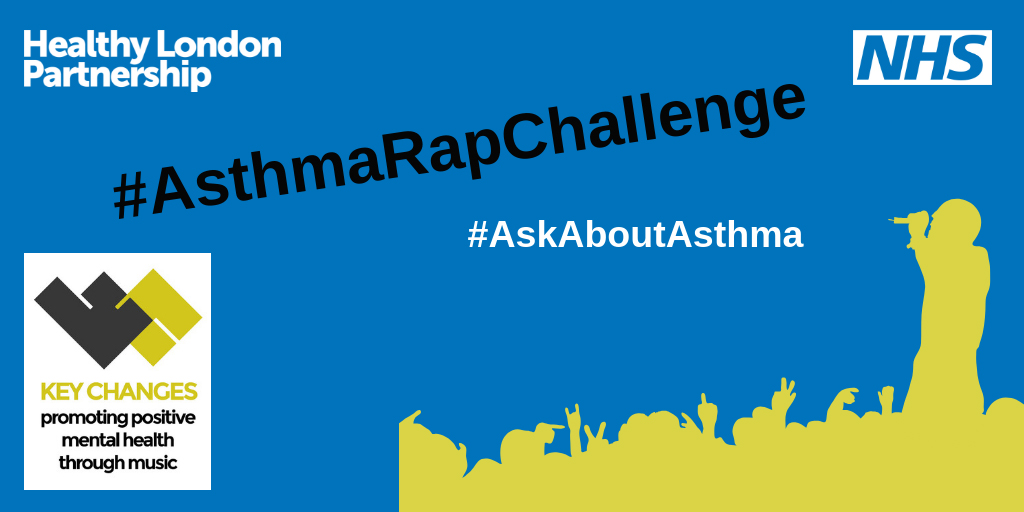 Healthy London
Partnership
NHS
#AsthmaRapChallenge
#AskAboutAsthma
KEY CHANGES
promoting positive
mental health
through music